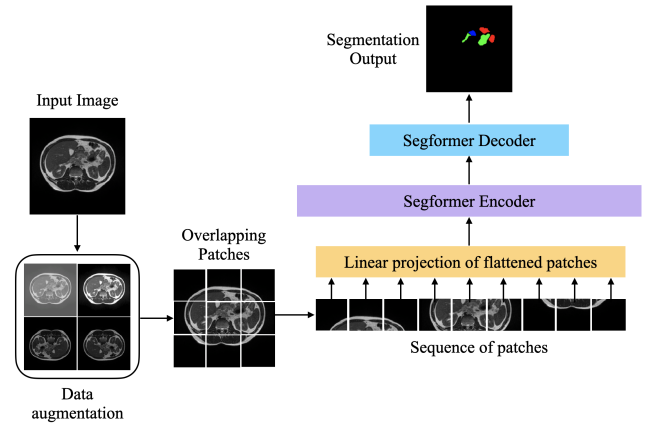 Input Image
Data
augmentation
Overlapping
Patches
Sequence of patches
Linear projection of flattened patches
Segformer Encoder
Segformer Decoder
Segmentation
Output